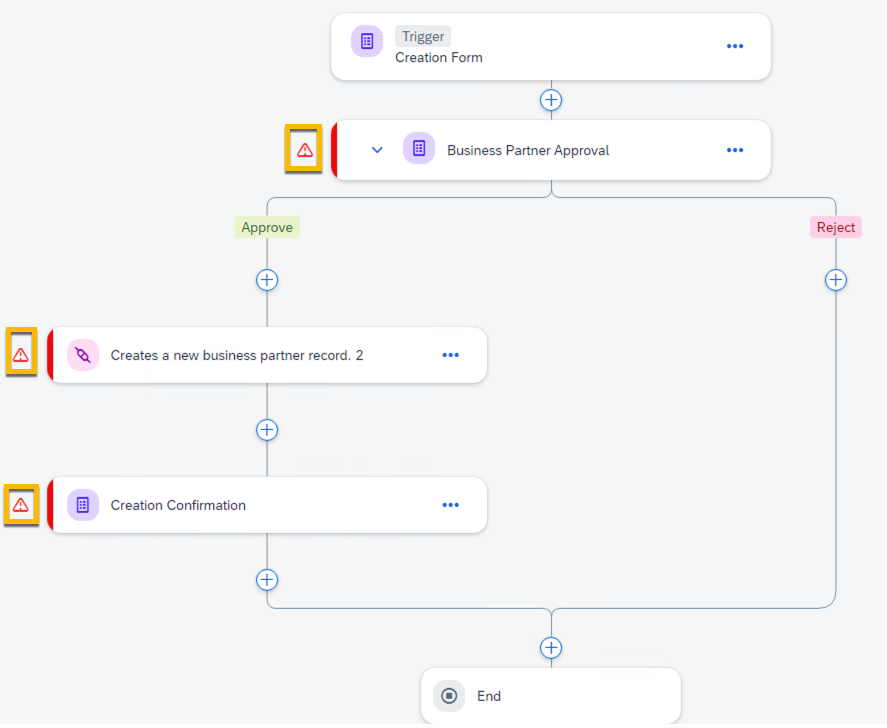 Trigger
Creation Form
Business Partner Approval
Approve
Reject
Creates a new business partner record. 2
Creation Confirmation
End